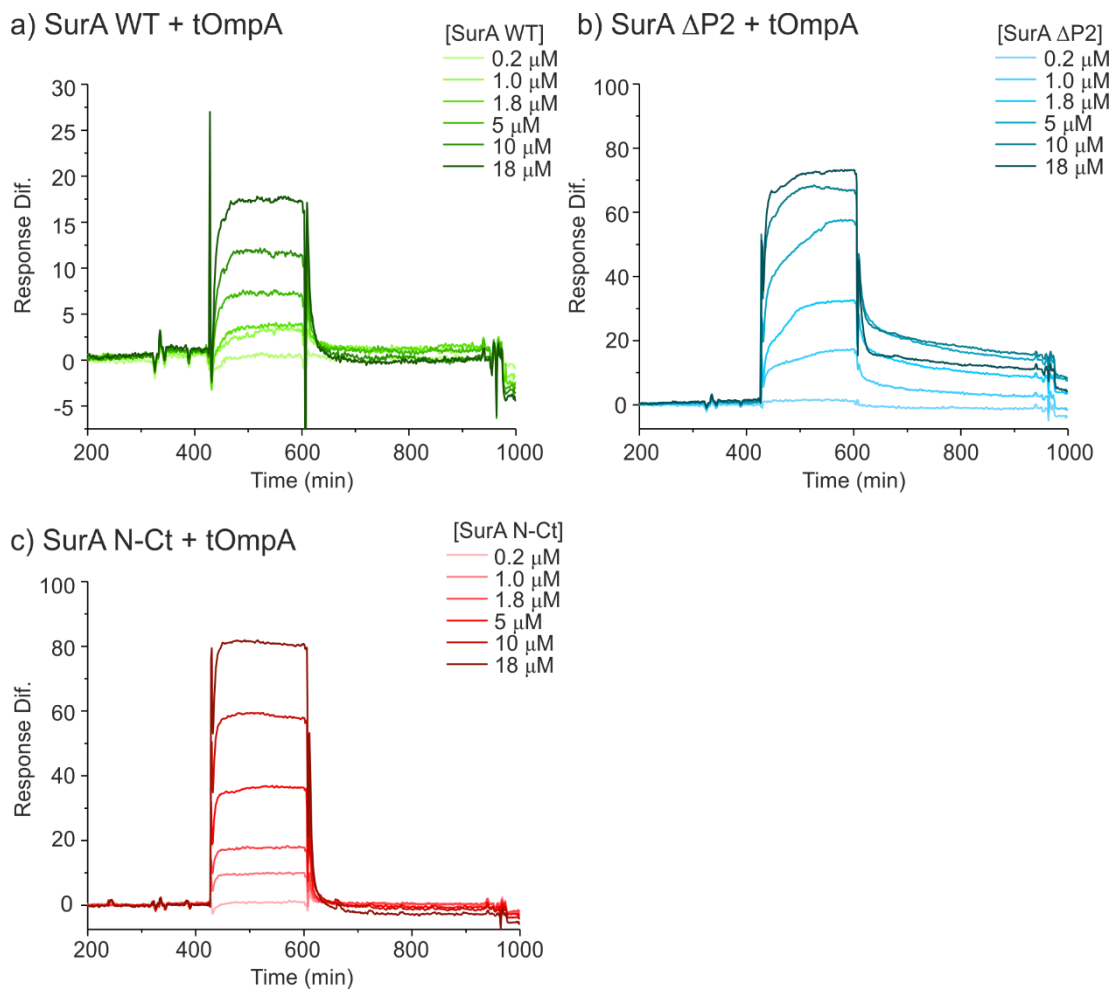 a) SurA WT + tOmpA
[SurA WT]
0.2 μM
1.0 μM
1.8 μM
5 μM
10 μM
18 μM
30
25
20
15
10
5
0
-5
Response Dif.
200
400
600
800
1000
Time (min)
b) SurA ΔP2 + tOmpA
[SurA ΔP2]
0.2 μM
1.0 μM
1.8 μM
5 μM
10 μM
18 μM
100
80
60
40
20
0
Response Dif.
200
400
600
800
1000
Time (min)
c) SurA N-Ct + tOmpA
[SurA N-Ct]
0.2 μM
1.0 μM
1.8 μM
5 μM
10 μM
18 μM
100
80
60
40
20
0
Response Dif.
200
400
600
800
1000
Time (min)